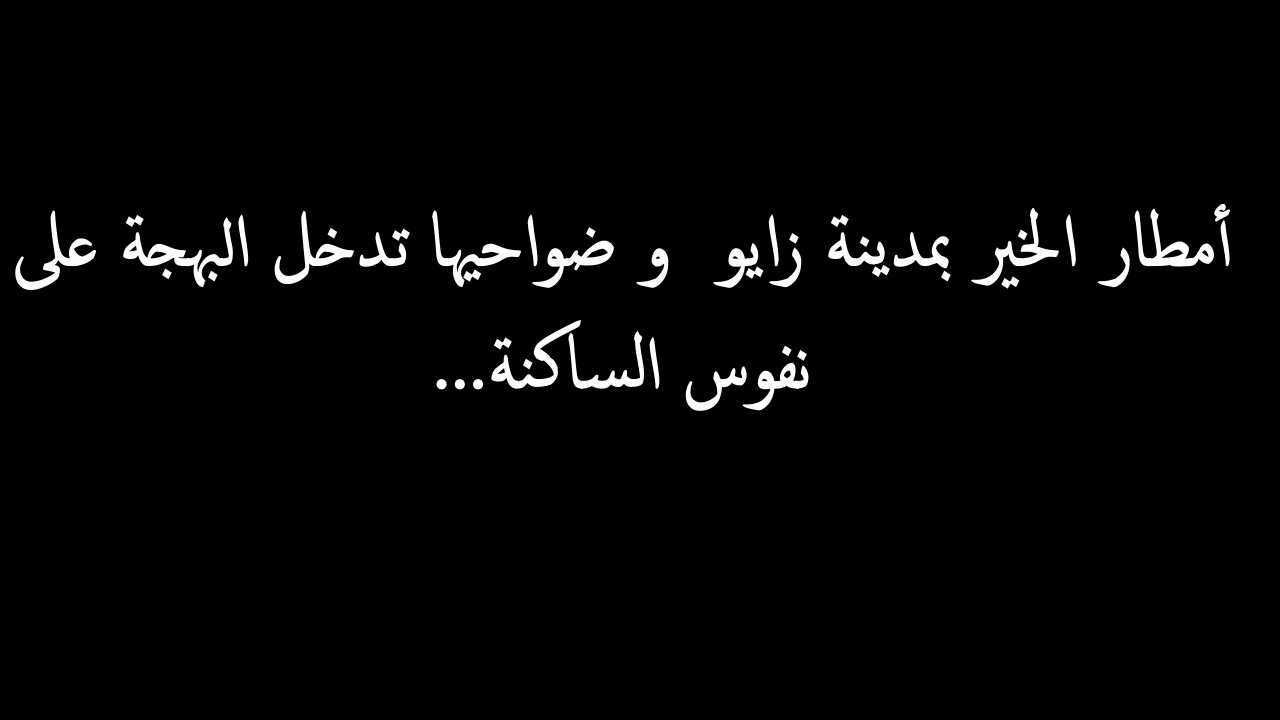 أمطار الخير بمدينة زايو و ضواحيها تدخل البهجة على
نفوس الساكنة...